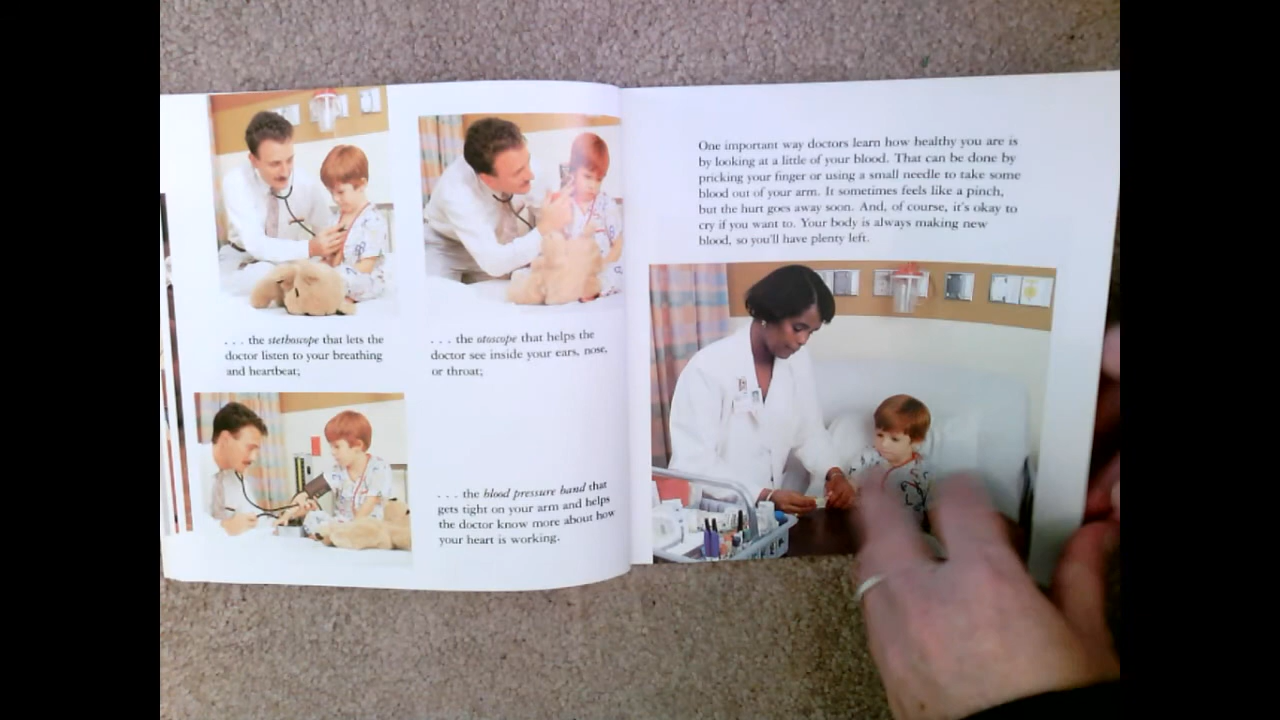 . . . the stethoscope that lets the
doctor listen to your breathing
and heartbeat;
. . . the otoscope that helps the
doctor see inside your ears, nose,
or throat;
. . . the blood pressure band that
gets tight on your arm and helps
the doctor know more about how
your heart is working.
One important way doctors learn how healthy you are is
by looking at a little of your blood. That can be done by
pricking your finger or using a small needle to take some
blood out of your arm. It sometimes feels like a pinch,
but the hurt goes away soon. And, of course, it's okay to
cry if you want to. Your body is always making new
blood, so you'll have plenty left.